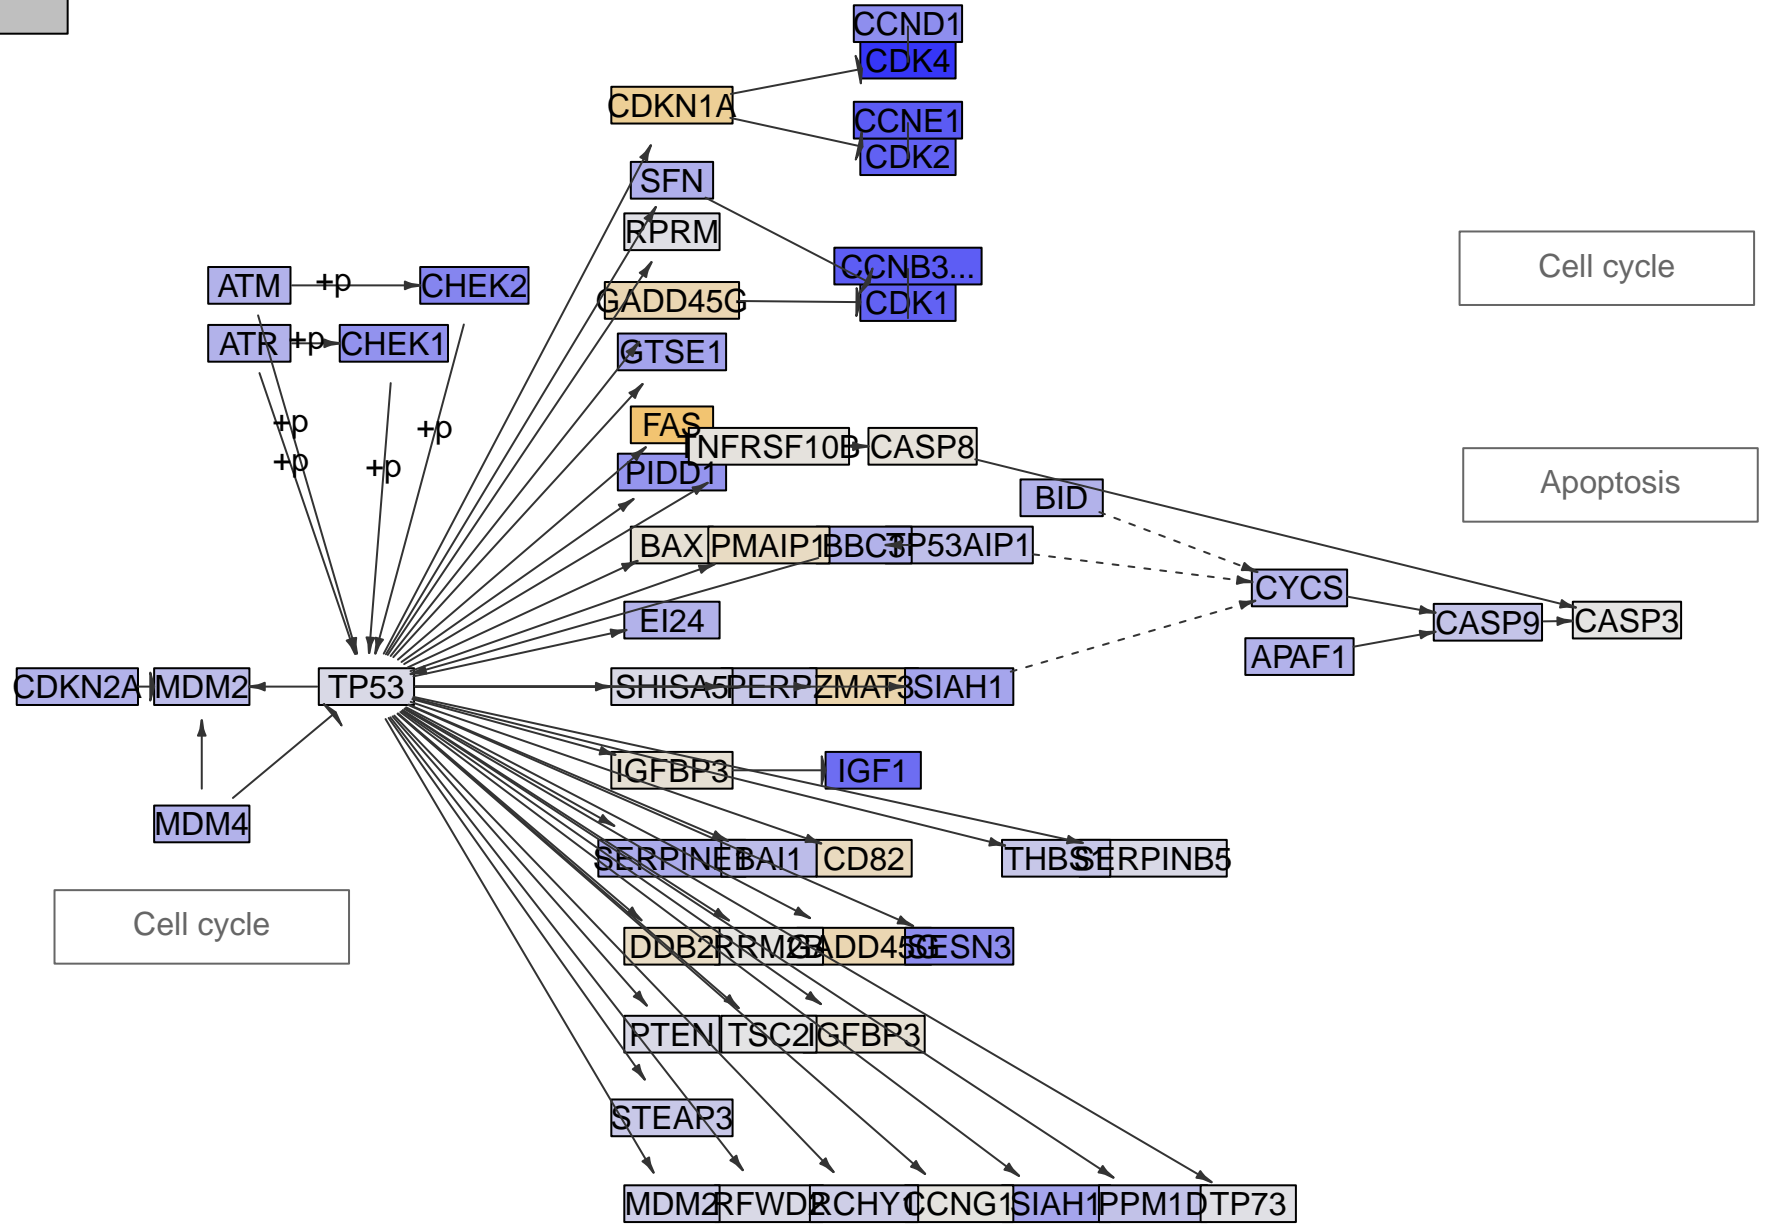 CCND1
CDK4
CDKN1A
CCNE1
CDK2
SFN
RPRM
CCNB3...
Cell cycle
ATM
+p
CHEK2
GADD45G
CDK1
ATR
+p
CHEK1
GTSE1
+p
+p
FAS
TNFRSF10B
CASP8
+p
+p
PIDD1
Apoptosis
BID
BAX
PMAIP1
BBC3
TP53AIP1
CYCS
EI24
CASP9
CASP3
APAF1
CDKN2A
MDM2
TP53
SHISA5
PERP
ZMAT3
SIAH1
IGFBP3
IGF1
MDM4
SERPINE1
BAI1
CD82
THBS1
SERPINB5
Cell cycle
DDB2
RRM2B
GADD45G
SESN3
PTEN
TSC2
IGFBP3
STEAP3
MDM2
RFWD2
RCHY1
CCNG1
SIAH1
PPM1D
TP73